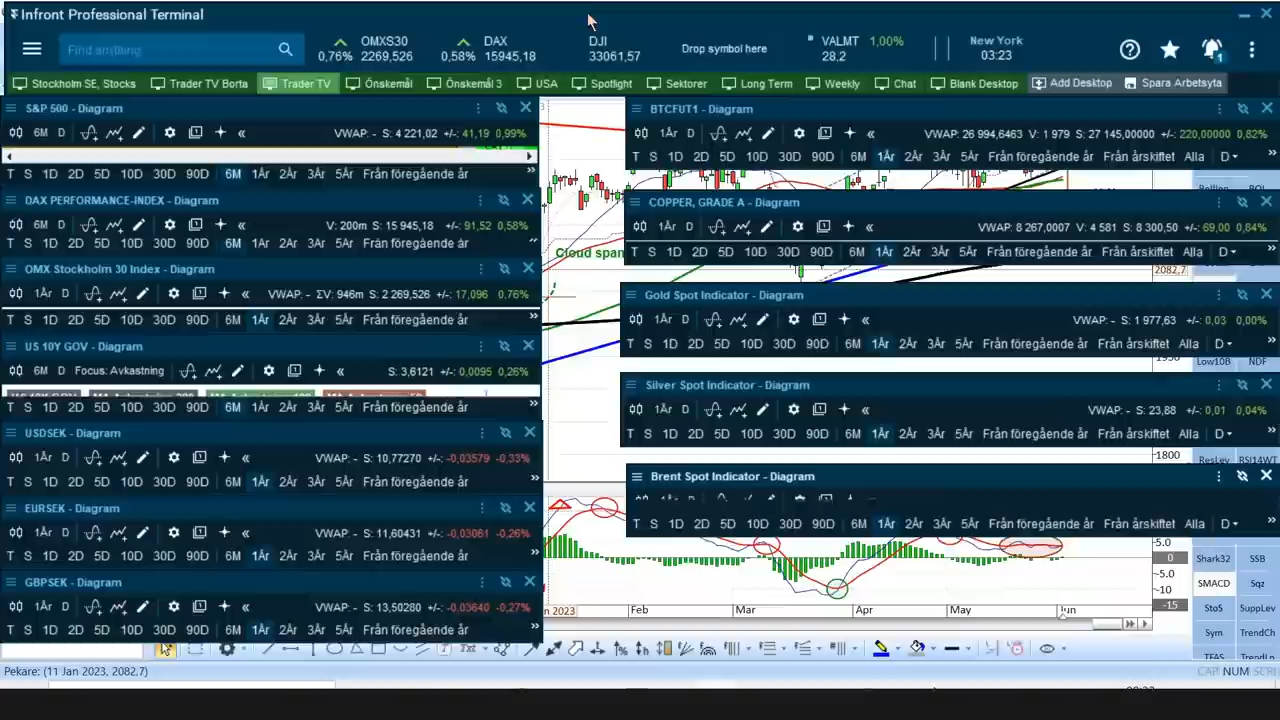 Infront Professional Terminal
Find anything
0,76%
OMXS30
2269,526
0,58%
DAX
15945,18
DJI
33061,57
Drop symbol here
VALMT 1,00%
28,2
New York
03:23
1
Stockholm SE, Stocks Trader TV Borta Trader TV Önskemål Önskemål 3 USA Spotlight Sektorer Long Term Weekly Chat Blank Desktop Add Desktop Spara Arbetsyta
S&P 500 - Diagram
6M D VWAP: - S: 4 221,02 +/-: 41,19 0,99%
T S 1D 2D 5D 10D 30D 90D 6M 1År 2År 3År 5År Från föregående år
DAX PERFORMANCE-INDEX - Diagram
V: 200m S: 15 945,18 +/-: 91,52 0,58%
T S 1D 2D 5D 10D 30D 90D 6M 1År 2År 3År 5År Från föregående år
OMX Stockholm 30 Index - Diagram
1År D VWAP: - ΣV: 946m S: 2 269,526 +/-: 17,096 0,76%
T S 1D 2D 5D 10D 30D 90D 6M 1År 2År 3År 5År Från föregående år
US 10Y GOV - Diagram
6M D Focus: Avkastning S: 3,6121 +/-: 0,0095 0,26%
T S 1D 2D 5D 10D 30D 90D 6M 1År 2År 3År 5År Från föregående år
USDSEK - Diagram
1År D VWAP: - S: 10,77270 +/-: -0,03579 -0,33%
T S 1D 2D 5D 10D 30D 90D 6M 1År 2År 3År 5År Från föregående år
EURSEK - Diagram
1År D VWAP: - S: 11,60431 +/-: -0,03061 -0,26%
T S 1D 2D 5D 10D 30D 90D 6M 1År 2År 3År 5År Från föregående år
GBPSEK - Diagram
1År D VWAP: - S: 13,50280 +/-: -0,03640 -0,27%
T S 1D 2D 5D 10D 30D 90D 6M 1År 2År 3År 5År Från föregående år
BTCFUT1 - Diagram
1År D VWAP: 26 994,6463 V: 1 979 S: 27 145,00000 +/-: 220,00000 0,82%
T S 1D 2D 5D 10D 30D 90D 6M 1År 2År 3År 5År Från föregående år Från årskiftet Alla D
COPPER, GRADE A - Diagram
1År D VWAP: 8 267,0007 V: 4 581 S: 8 300,50 +/-: 69,00 0,84%
T S 1D 2D 5D 10D 30D 90D 6M 1År 2År 3År 5År Från föregående år Från årskiftet Alla D
Cloud span
2082,7
Gold Spot Indicator - Diagram
1År D VWAP: - S: 1 977,63 +/-: 0,03 0,00%
T S 1D 2D 5D 10D 30D 90D 6M 1År 2År 3År 5År Från föregående år Från årskiftet Alla D
Low10B NDF
Silver Spot Indicator - Diagram
1År D VWAP: - S: 23,88 +/-: 0,01 0,04%
T S 1D 2D 5D 10D 30D 90D 6M 1År 2År 3År 5År Från föregående år Från årskiftet Alla D
1800
ResLev RSI14WT
Brent Spot Indicator - Diagram
T S 1D 2D 5D 10D 30D 90D 6M 1År 2År 3År 5År Från föregående år Från årskiftet Alla D
5.0
0
-5.0
-10
-15
Shark32 SSB
SMACD Sqz
StoS SuppLev
Sym TrendCh
TFAS TrendLn
n 2023 Feb Mar Apr May Jun
Txt
Pekare: (11 Jan 2023, 2082,7)
CAP NUM SCRL